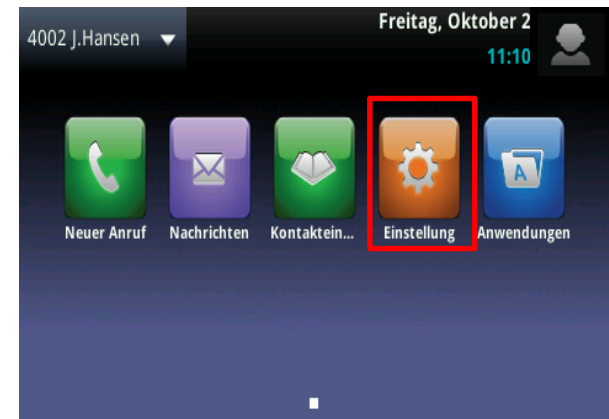 4002 J.Hansen
Freitag, Oktober 2
11:10
A
Neuer Anruf
Nachrichten
Kontaktein...
Einstellung
Anwendungen